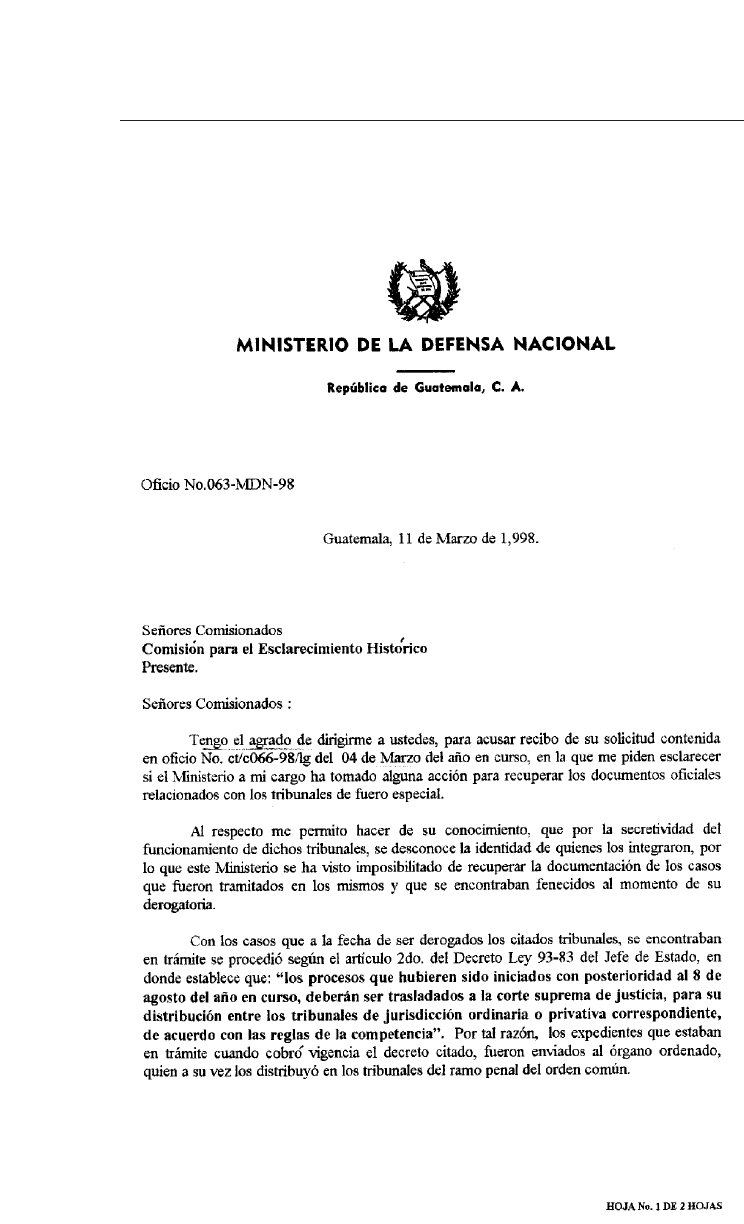 MINISTERIO DE LA DEFENSA NACIONAL
República de Guatemala, C. A.
Oficio No.063-MDN-98
Guatemala, 11 de Marzo de 1,998.
Señores Comisionados
Comisión para el Esclarecimiento Histórico
Presente.
Señores Comisionados :
Tengo el agrado de dirigirme a ustedes, para acusar recibo de su solicitud contenida
en oficio No. ct/c066-98/lg del 04 de Marzo del año en curso, en la que me piden esclarecer
si el Ministerio a mi cargo ha tomado alguna acción para recuperar los documentos oficiales
relacionados con los tribunales de fuero especial.
Al respecto me permito hacer de su conocimiento, que por la secretividad del
funcionamiento de dichos tribunales, se desconoce la identidad de quienes los integraron, por
lo que este Ministerio se ha visto imposibilitado de recuperar la documentación de los casos
que fueron tramitados en los mismos y que se encontraban fenecidos al momento de su
derogatoria.
Con los casos que a la fecha de ser derogados los citados tribunales, se encontraban
en trámite se procedió según el artículo 2do. del Decreto Ley 93-83 del Jefe de Estado, en
donde establece que: “los procesos que hubieren sido iniciados con posterioridad al 8 de
agosto del año en curso, deberán ser trasladados a la corte suprema de justicia, para su
distribución entre los tribunales de jurisdicción ordinaria o privativa correspondiente,
de acuerdo con las reglas de la competencia”. Por tal razón, los expedientes que estaban
en trámite cuando cobró vigencia el decreto citado, fueron enviados al órgano ordenado,
quien a su vez los distribuyó en los tribunales del ramo penal del orden común.
HOJA No. 1 DE 2 HOJAS